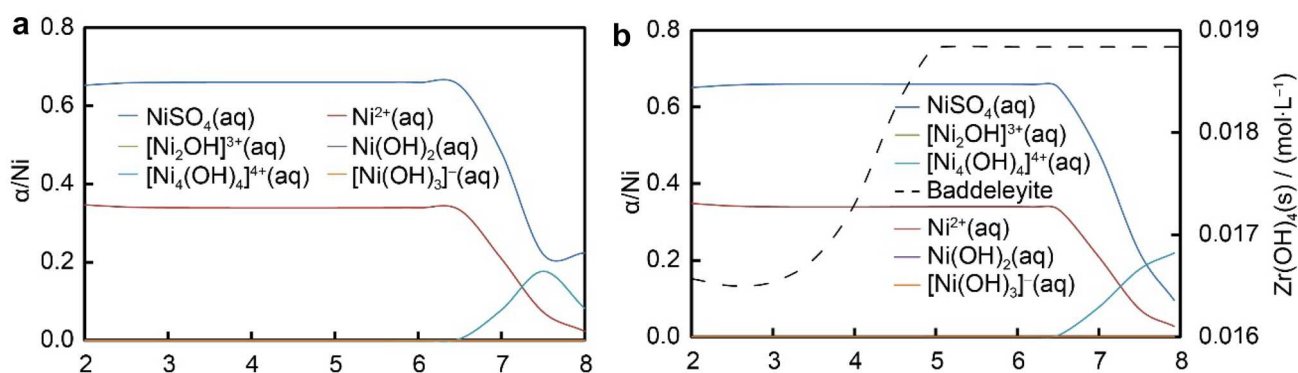 a
0.8
0.6
0.4
0.2
0.0
α/Ni
NiSO₄(aq)
Ni²⁺(aq)
[Ni₂OH]³⁺(aq)
Ni(OH)₂(aq)
[Ni₄(OH)₄]⁴⁺(aq)
[Ni(OH)₃]⁻(aq)
2 3 4 5 6 7 8
b
0.8
0.6
0.4
0.2
0.0
α/Ni
NiSO₄(aq)
[Ni₂OH]³⁺(aq)
[Ni₄(OH)₄]⁴⁺(aq)
Baddeleyite
Ni²⁺(aq)
Ni(OH)₂(aq)
[Ni(OH)₃]⁻(aq)
2 3 4 5 6 7 8
0.019
0.018
0.017
0.016
Zr(OH)₄(s) / (mol·L⁻¹)